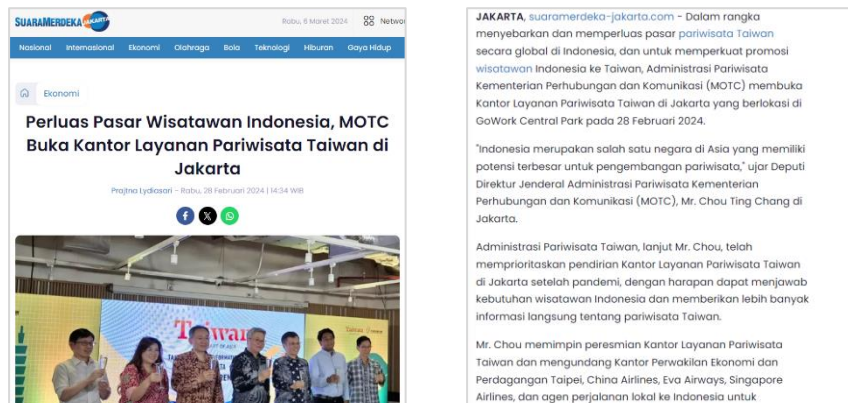 SUARAMERDEKA JAKARTA
Rabu, 6 Maret 2024
Networ
Nasional Internasional Ekonomi Olahraga Bola Teknologi Hiburan Gaya Hidup
Ekonomi
Perluas Pasar Wisatawan Indonesia, MOTC
Buka Kantor Layanan Pariwisata Taiwan di
Jakarta
Prajtna Lydiasari - Rabu, 28 Februari 2024 | 14:34 WIB
Taiwan
JAKARTA, suaramerdeka-jakarta.com - Dalam rangka
menyebarkan dan memperluas pasar pariwisata Taiwan
secara global di Indonesia, dan untuk memperkuat promosi
wisatawan Indonesia ke Taiwan, Administrasi Pariwisata
Kementerian Perhubungan dan Komunikasi (MOTC) membuka
Kantor Layanan Pariwisata Taiwan di Jakarta yang berlokasi di
GoWork Central Park pada 28 Februari 2024.
"Indonesia merupakan salah satu negara di Asia yang memiliki
potensi terbesar untuk pengembangan pariwisata," ujar Deputi
Direktur Jenderal Administrasi Pariwisata Kementerian
Perhubungan dan Komunikasi (MOTC), Mr. Chou Ting Chang di
Jakarta.
Administrasi Pariwisata Taiwan, lanjut Mr. Chou, telah
memprioritaskan pendirian Kantor Layanan Pariwisata Taiwan
di Jakarta setelah pandemi, dengan harapan dapat menjawab
kebutuhan wisatawan Indonesia dan memberikan lebih banyak
informasi langsung tentang pariwisata Taiwan.
Mr. Chou memimpin peresmian Kantor Layanan Pariwisata
Taiwan dan mengundang Kantor Perwakilan Ekonomi dan
Perdagangan Taipei, China Airlines, Eva Airways, Singapore
Airlines, dan agen perjalanan lokal ke Indonesia untuk